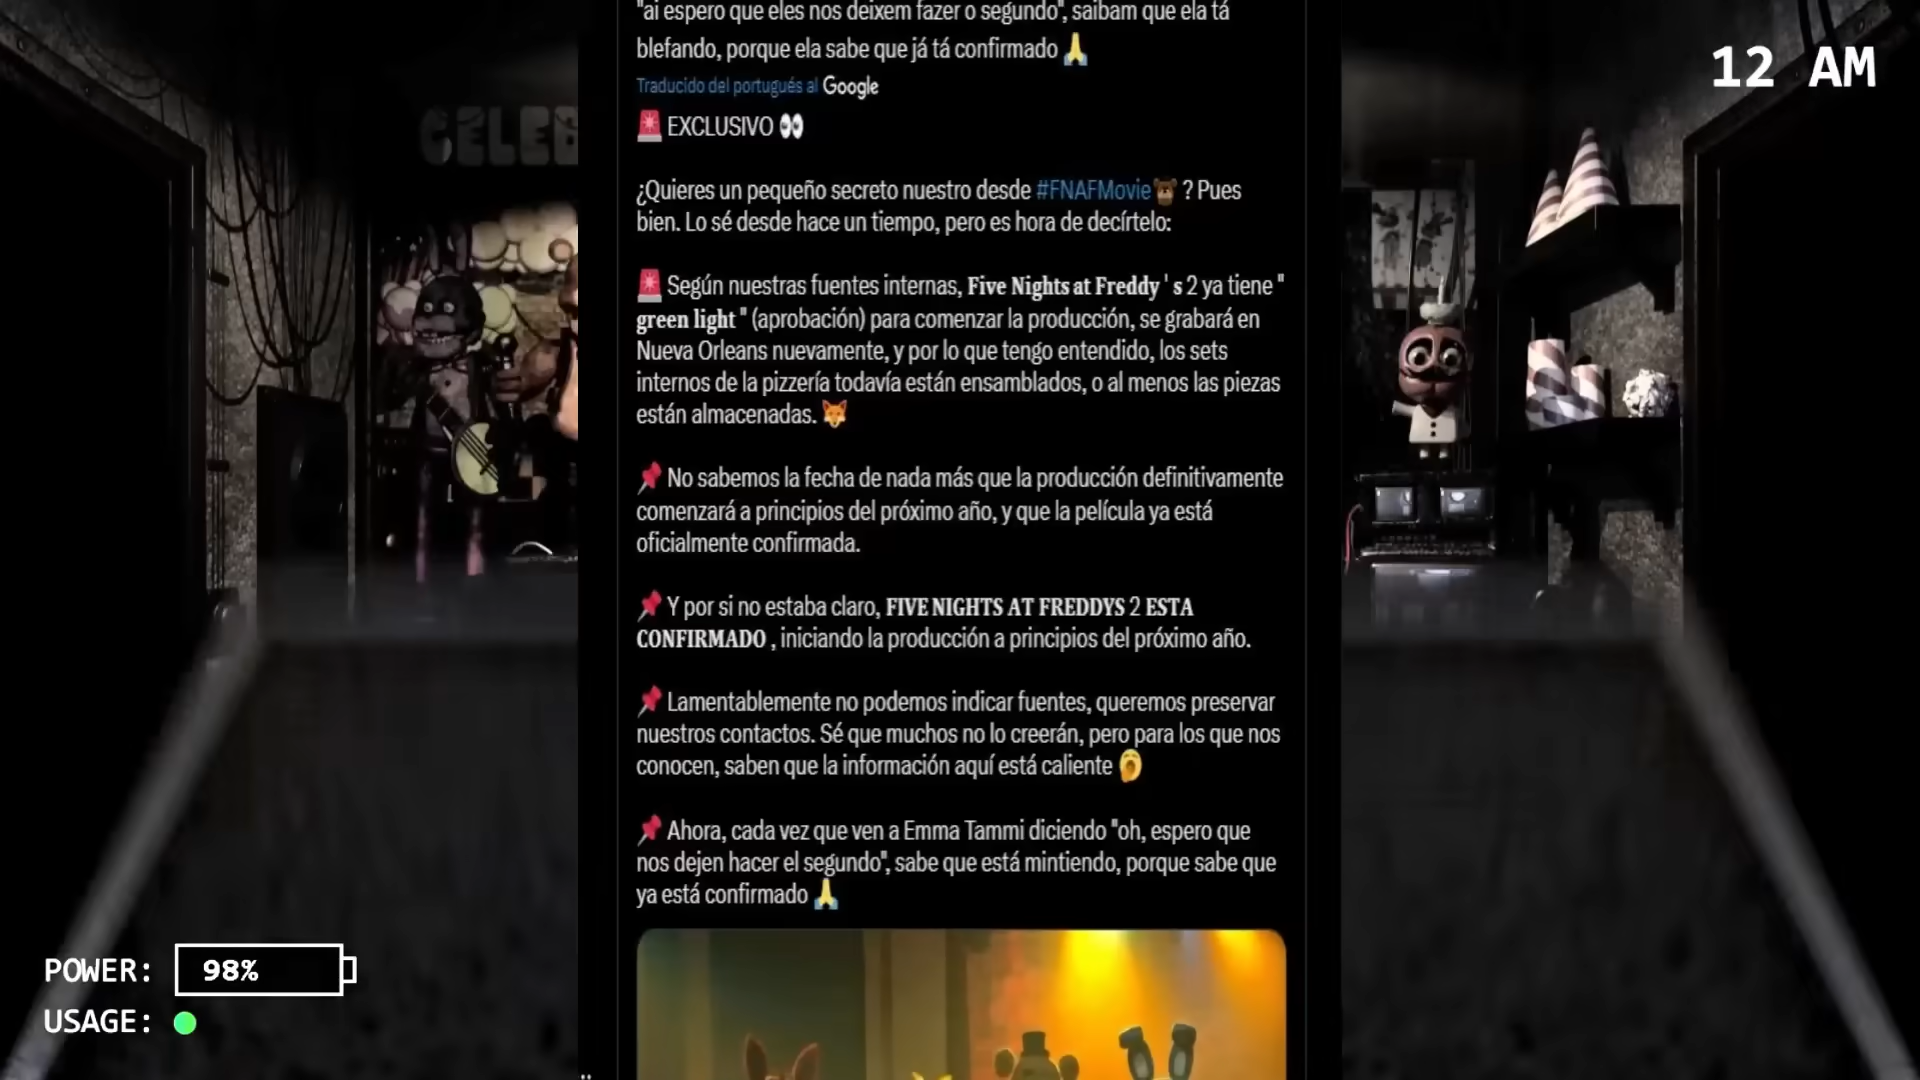 "ai espero que eles nos deixem fazer o segundo", saibam que ela tá
blefando, porque ela sabe que já tá confirmado 🙏
Traducido del portugués al Google
🚨 EXCLUSIVO 👀
¿Quieres un pequeño secreto nuestro desde #FNAFMovie🐻 ? Pues
bien. Lo sé desde hace un tiempo, pero es hora de decírtelo:
🚨 Según nuestras fuentes internas, Five Nights at Freddy ' s 2 ya tiene "
green light " (aprobación) para comenzar la producción, se grabará en
Nueva Orleans nuevamente, y por lo que tengo entendido, los sets
internos de la pizzería todavía están ensamblados, o al menos las piezas
están almacenadas. 🦊
📌 No sabemos la fecha de nada más que la producción definitivamente
comenzará a principios del próximo año, y que la película ya está
oficialmente confirmada.
📌 Y por si no estaba claro, FIVE NIGHTS AT FREDDYS 2 ESTA
CONFIRMADO , iniciando la producción a principios del próximo año.
📌 Lamentablemente no podemos indicar fuentes, queremos preservar
nuestros contactos. Sé que muchos no lo creerán, pero para los que nos
conocen, saben que la información aquí está caliente 🥱
📌 Ahora, cada vez que ven a Emma Tammi diciendo "oh, espero que
nos dejen hacer el segundo", sabe que está mintiendo, porque sabe que
ya está confirmado 🙏
12 AM
CELEB
POWER: 98%
USAGE: